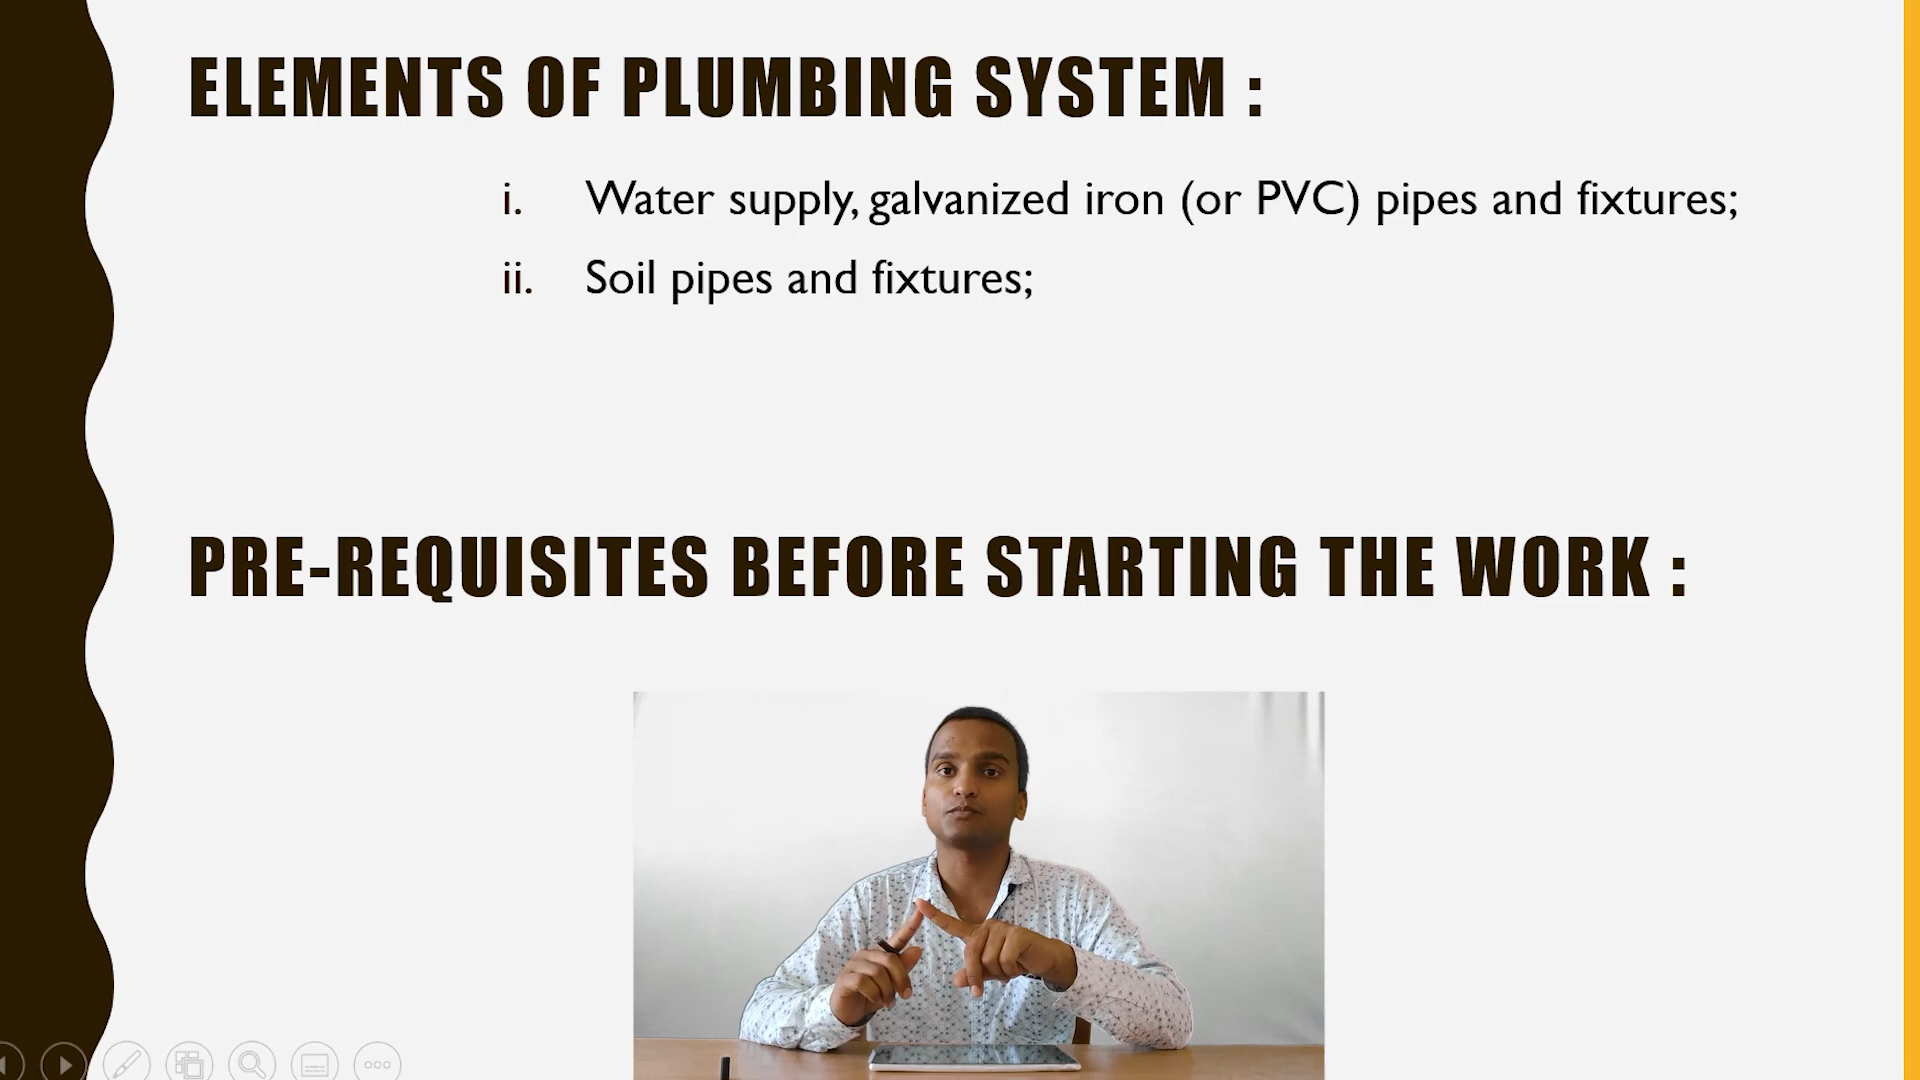 ELEMENTS OF PLUMBING SYSTEM :
i. Water supply, galvanized iron (or PVC) pipes and fixtures;
ii. Soil pipes and fixtures;
PRE-REQUISITES BEFORE STARTING THE WORK :